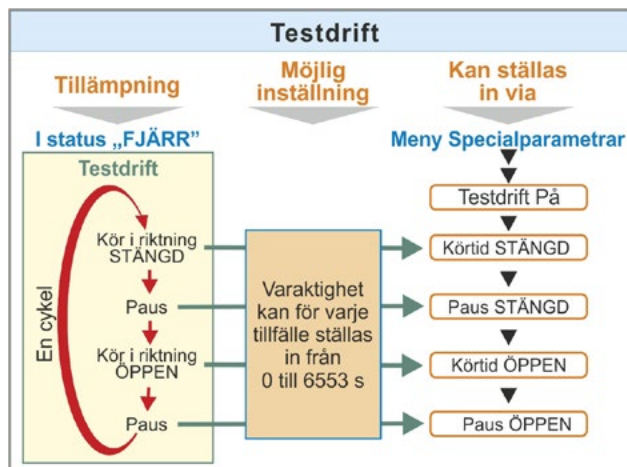 Testdrift
Tillämpning
I status „FJÄRR”
Testdrift
En cykel
Kör i riktning
STÄNGD
Paus
Kör i riktning
ÖPPEN
Paus
Möjlig
inställning
Varaktighet
kan för varje
tillfälle ställas
in från
0 till 6553 s
Kan ställas
in via
Meny Specialparametrar
Testdrift På
Körtid STÄNGD
Paus STÄNGD
Körtid ÖPPEN
Paus ÖPPEN